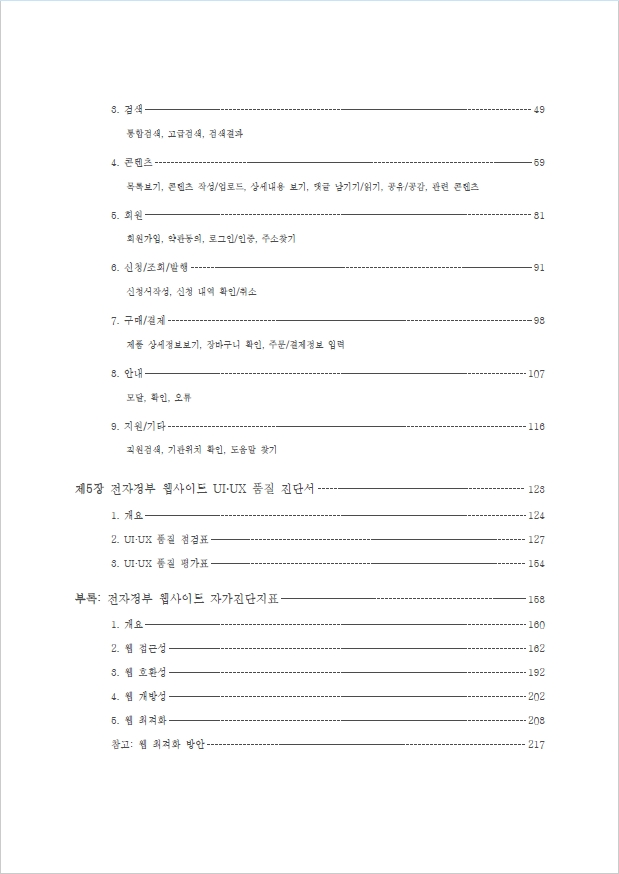 3. 검색 49
통합검색, 고급검색, 검색결과
4. 콘텐츠 59
목록보기, 콘텐츠 작성/업로드, 상세내용 보기, 댓글 남기기/읽기, 공유/공감, 관련 콘텐츠
5. 회원 81
회원가입, 약관동의, 로그인/인증, 주소찾기
6. 신청/조회/발행 91
신청서작성, 신청 내역 확인/취소
7. 구매/결제 98
제품 상세정보보기, 장바구니 확인, 주문/결제정보 입력
8. 안내 107
모달, 확인, 오류
9. 지원/기타 116
직원검색, 기관위치 확인, 도움말 찾기
제5장 전자정부 웹사이트 UI·UX 품질 진단서 123
1. 개요 124
2. UI·UX 품질 점검표 127
3. UI·UX 품질 평가표 154
부록: 전자정부 웹사이트 자가진단지표 158
1. 개요 160
2. 웹 접근성 162
3. 웹 호환성 192
4. 웹 개방성 202
5. 웹 최적화 208
참고: 웹 최적화 방안 217